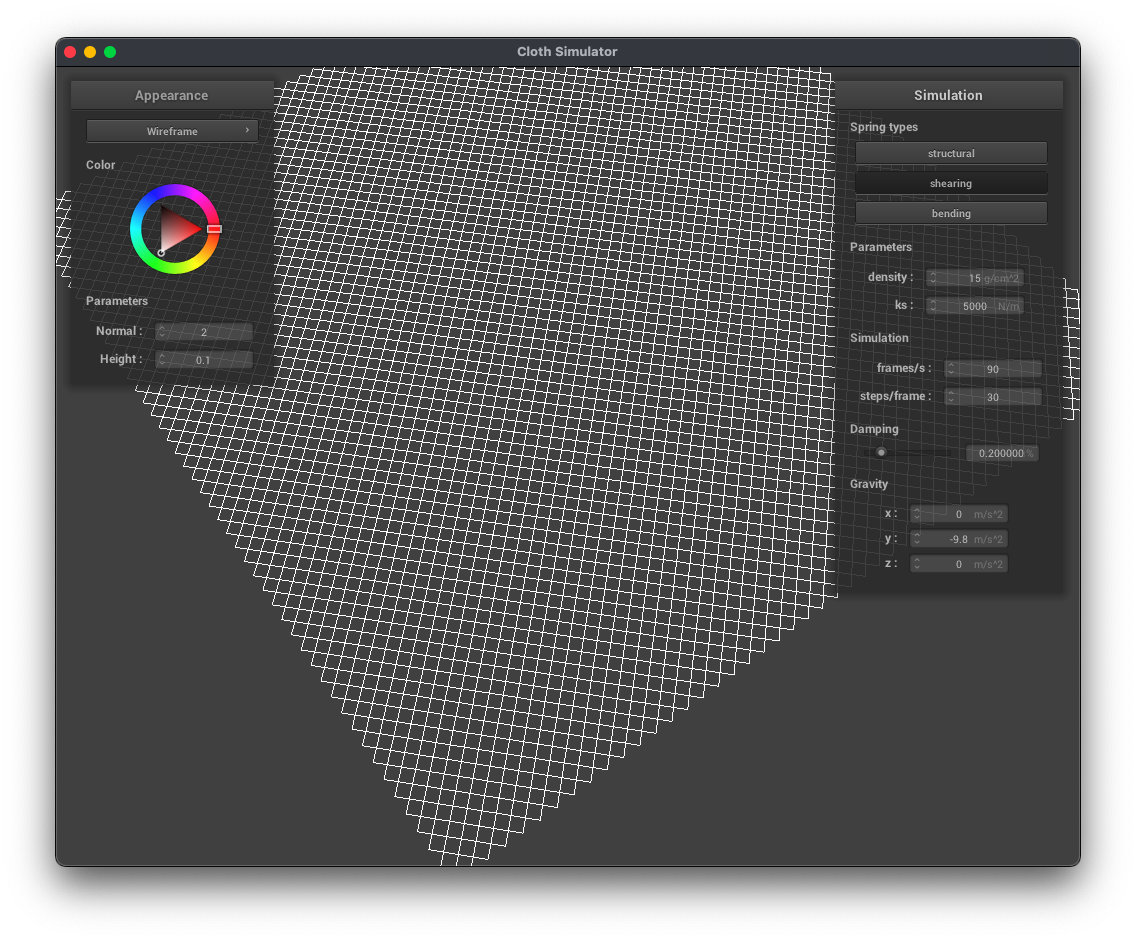 Cloth Simulator
Appearance
Wireframe
Color
Parameters
Normal : 2
Height : 0.1
Simulation
Spring types
structural
shearing
bending
Parameters
density : 15 g/cm^2
ks : 5000 N/m
Simulation
frames/s : 90
steps/frame : 30
Damping
0.200000 %
Gravity
x : 0 m/s^2
y : -9.8 m/s^2
z : 0 m/s^2